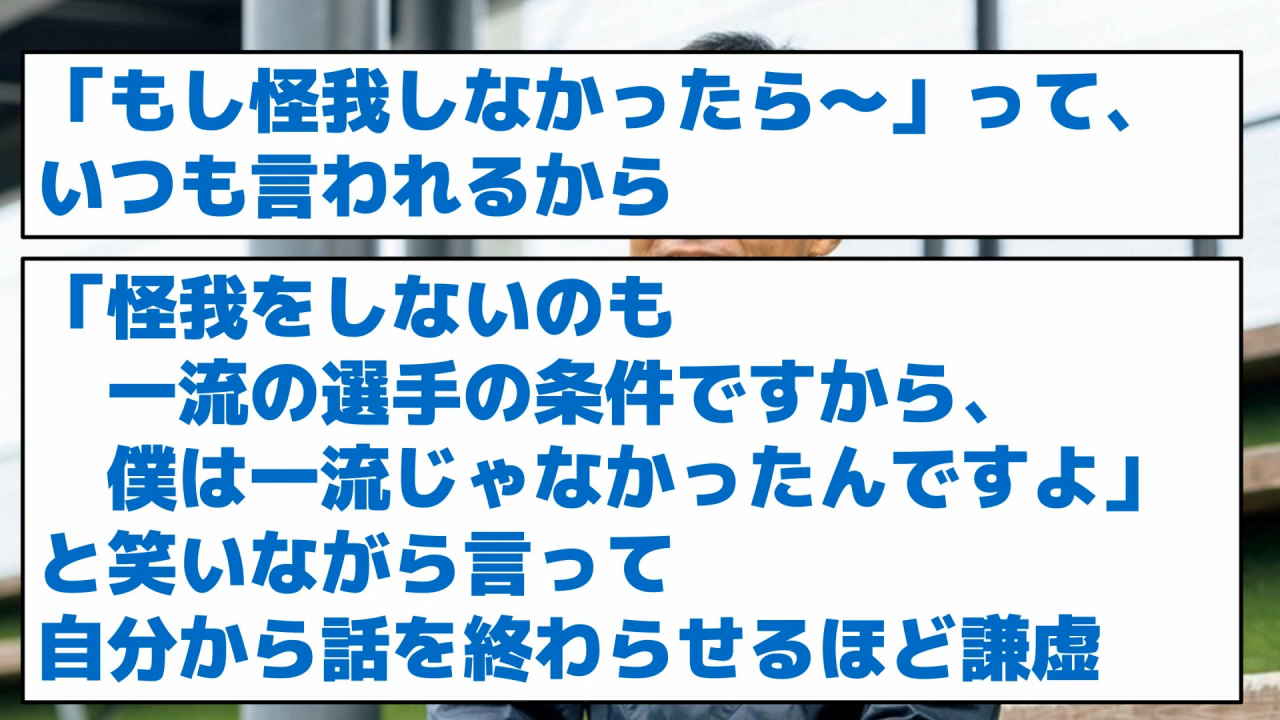 「もし怪我しなかったら～」って、
いつも言われるから
「怪我をしないのも
一流の選手の条件ですから、
僕は一流じゃなかったんですよ」
と笑いながら言って
自分から話を終わらせるほど謙虚